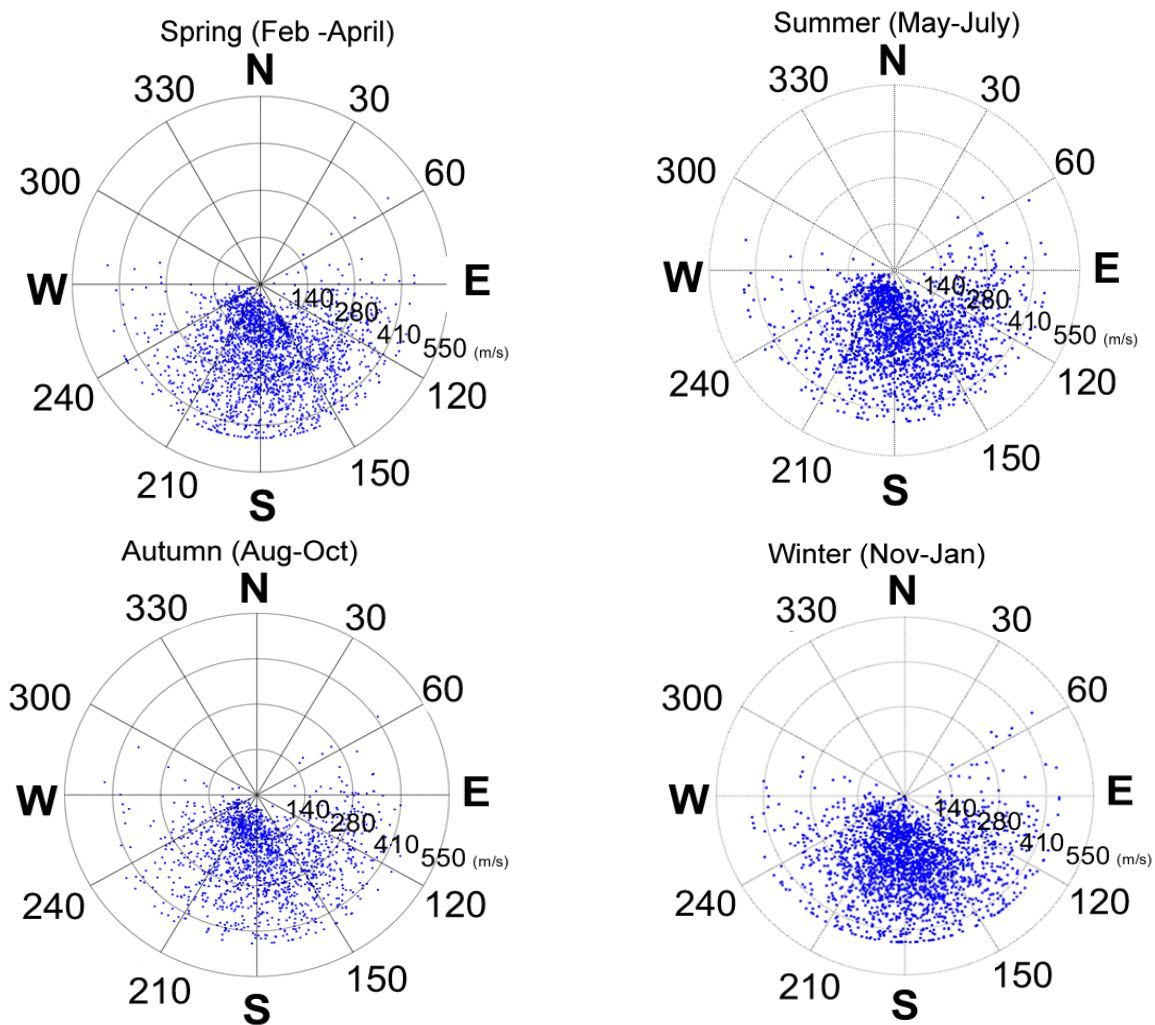 Spring (Feb -April)
N
330
30
300
60
W
E
140
280
410
550 (m/s)
240
120
210
150
S
Summer (May-July)
N
330
30
300
60
W
E
140
280
410
550 (m/s)
240
120
210
150
S
Autumn (Aug-Oct)
N
330
30
300
60
W
E
140
280
410
550 (m/s)
240
120
210
150
S
Winter (Nov-Jan)
N
330
30
300
60
W
E
140
280
410
550 (m/s)
240
120
210
150
S